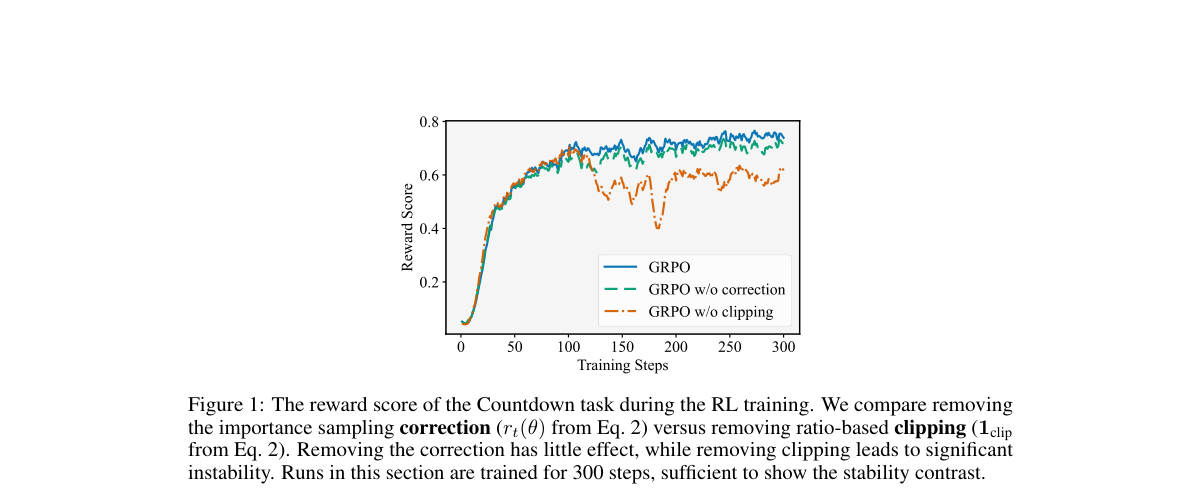 0.8
0.6
0.4
0.2
Reward Score
GRPO
GRPO w/o correction
GRPO w/o clipping
0 50 100 150 200 250 300
Training Steps
Figure 1: The reward score of the Countdown task during the RL training. We compare removing
the importance sampling correction (r_t(θ) from Eq. 2) versus removing ratio-based clipping (1_clip
from Eq. 2). Removing the correction has little effect, while removing clipping leads to significant
instability. Runs in this section are trained for 300 steps, sufficient to show the stability contrast.